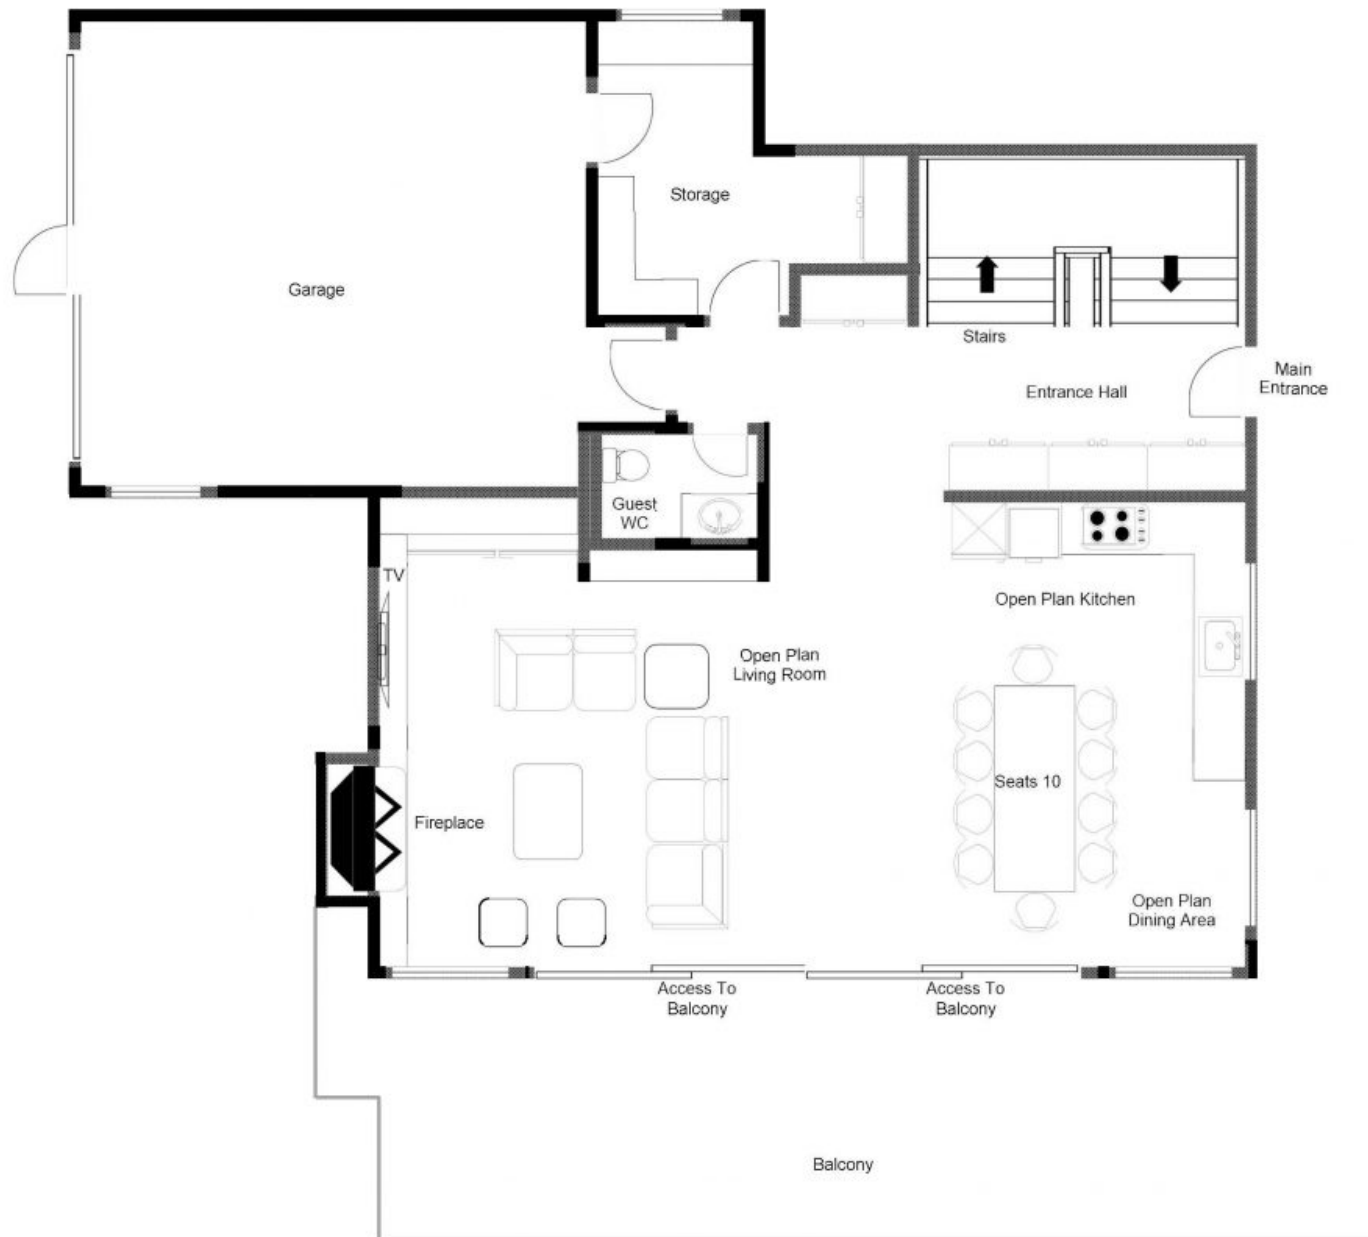 Storage
Garage
Stairs
Main
Entrance
Entrance Hall
Guest
WC
TV
Open Plan Kitchen
Open Plan
Living Room
Seats 10
Fireplace
Open Plan
Dining Area
Access To
Balcony
Access To
Balcony
Balcony